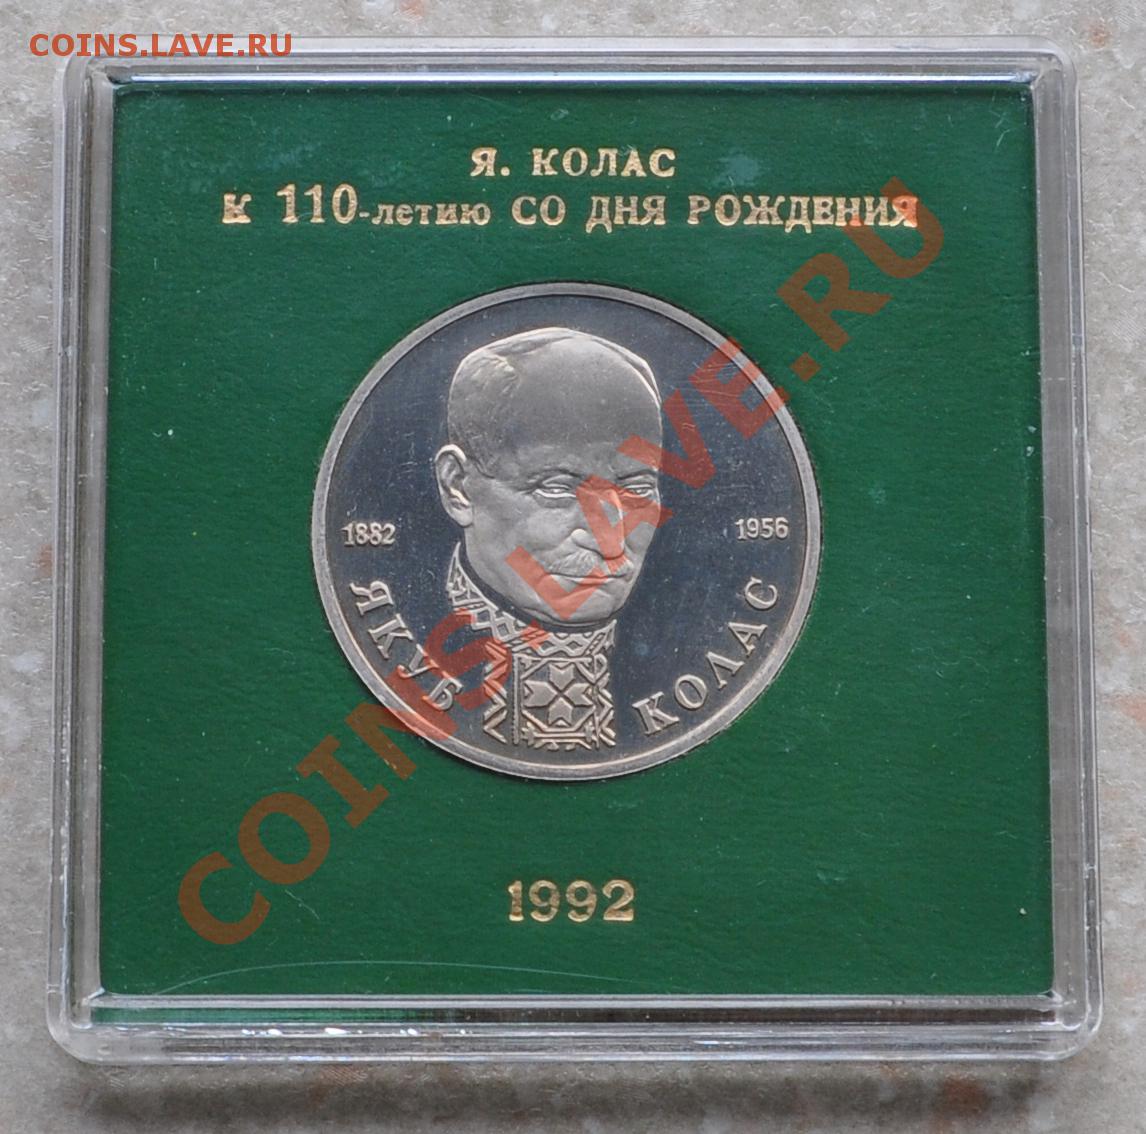 COINS.LAVE.RU
Я. КОЛАС
К 110-летию СО ДНЯ РОЖДЕНИЯ
1882
1956
ЯКУБ КОЛАС
1992
COINS.LAVE.RU